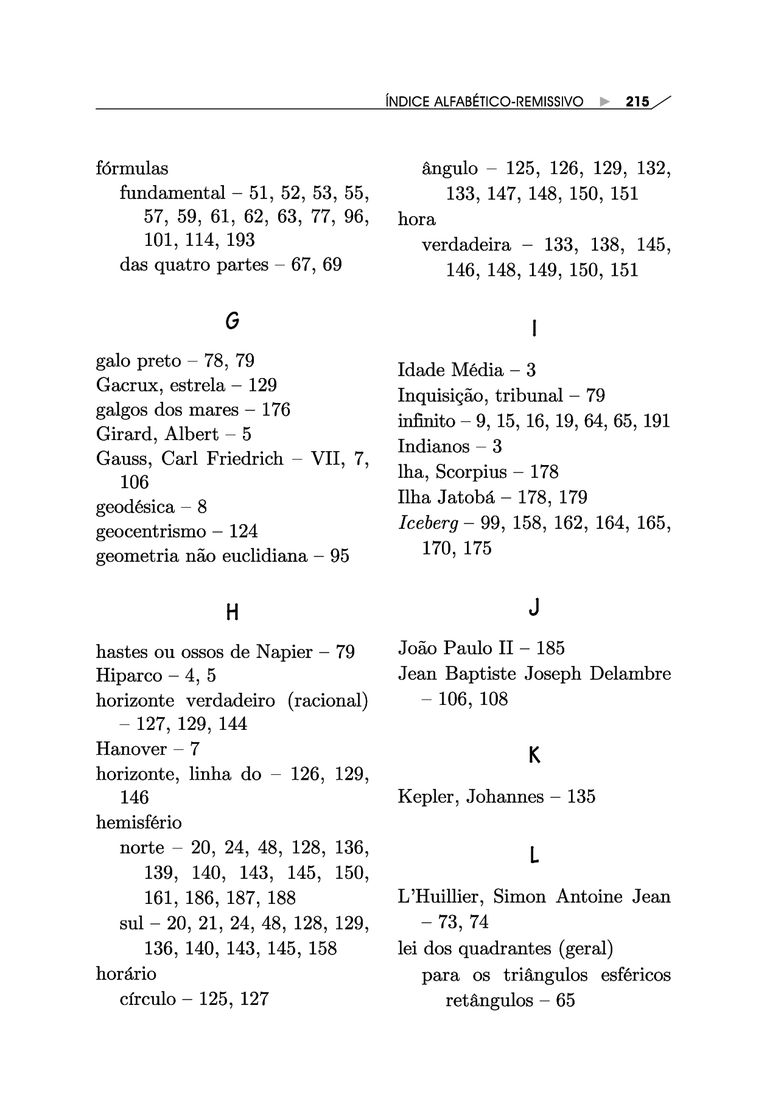 ÍNDICE ALFABÉTICO-REMISSIVO ▶ 215
fórmulas
fundamental – 51, 52, 53, 55,
57, 59, 61, 62, 63, 77, 96,
101, 114, 193
das quatro partes – 67, 69
G
galo preto – 78, 79
Gacrux, estrela – 129
galgos dos mares – 176
Girard, Albert – 5
Gauss, Carl Friedrich – VII, 7,
106
geodésica – 8
geocentrismo – 124
geometria não euclidiana – 95
H
hastes ou ossos de Napier – 79
Hiparco – 4, 5
horizonte verdadeiro (racional)
– 127, 129, 144
Hanover – 7
horizonte, linha do – 126, 129,
146
hemisfério
norte – 20, 24, 48, 128, 136,
139, 140, 143, 145, 150,
161, 186, 187, 188
sul – 20, 21, 24, 48, 128, 129,
136, 140, 143, 145, 158
horário
círculo – 125, 127
ângulo – 125, 126, 129, 132,
133, 147, 148, 150, 151
hora
verdadeira – 133, 138, 145,
146, 148, 149, 150, 151
I
Idade Média – 3
Inquisição, tribunal – 79
infinito – 9, 15, 16, 19, 64, 65, 191
Indianos – 3
lha, Scorpius – 178
Ilha Jatobá – 178, 179
Iceberg – 99, 158, 162, 164, 165,
170, 175
J
João Paulo II – 185
Jean Baptiste Joseph Delambre
– 106, 108
K
Kepler, Johannes – 135
L
L'Huillier, Simon Antoine Jean
– 73, 74
lei dos quadrantes (geral)
para os triângulos esféricos
retângulos – 65